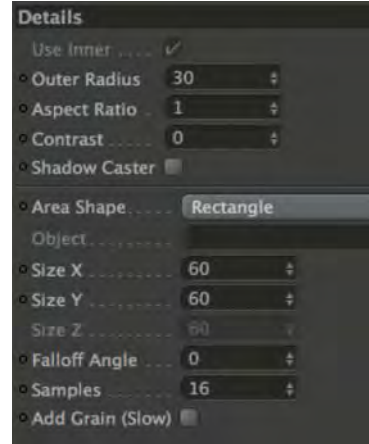 Details
Use Inner .... ✓
Outer Radius 30
Aspect Ratio . 1
Contrast ...... 0
Shadow Caster
Area Shape..... Rectangle
Object.........
Size X ......... 60
Size Y ......... 60
Size Z ......... 60
Falloff Angle ... 0
Samples ....... 16
Add Grain (Slow)